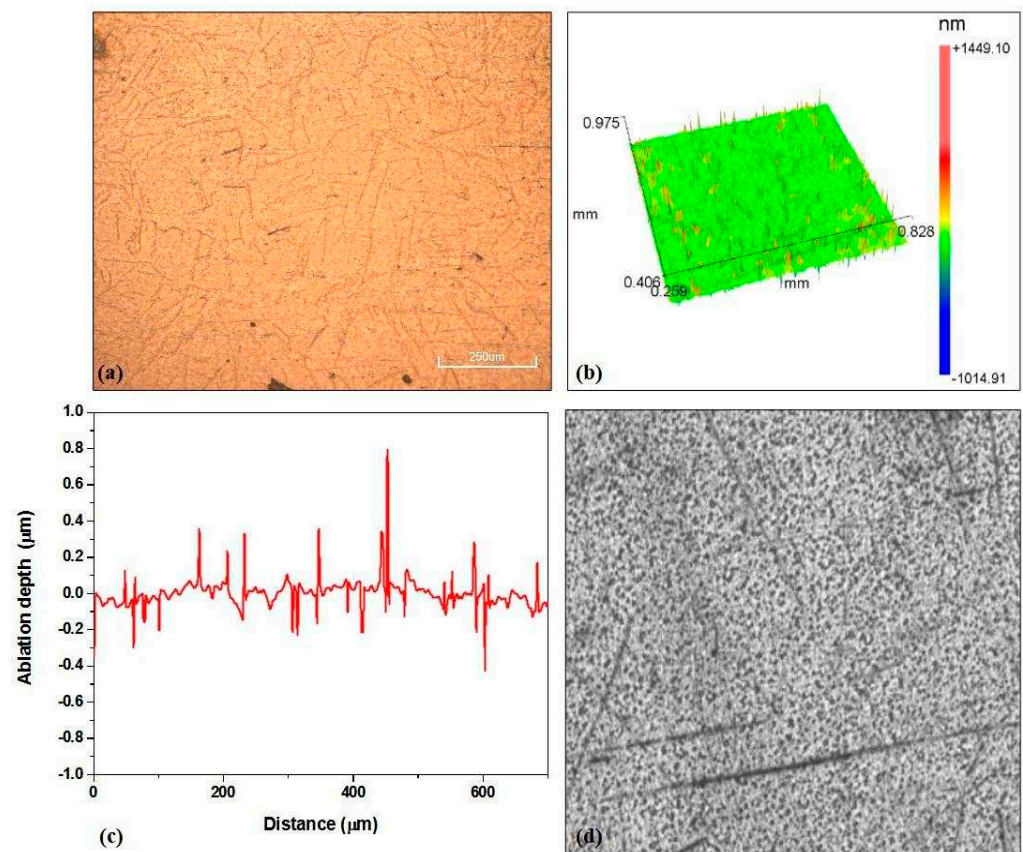 (a)
250um
nm
+1449.10
-1014.91
0.975
mm
0.406
0.259
mm
0.828
(b)
1.0
0.8
0.6
0.4
0.2
0.0
-0.2
-0.4
-0.6
-0.8
-1.0
Ablation depth (μm)
0
200
400
600
Distance (μm)
(c)
(d)